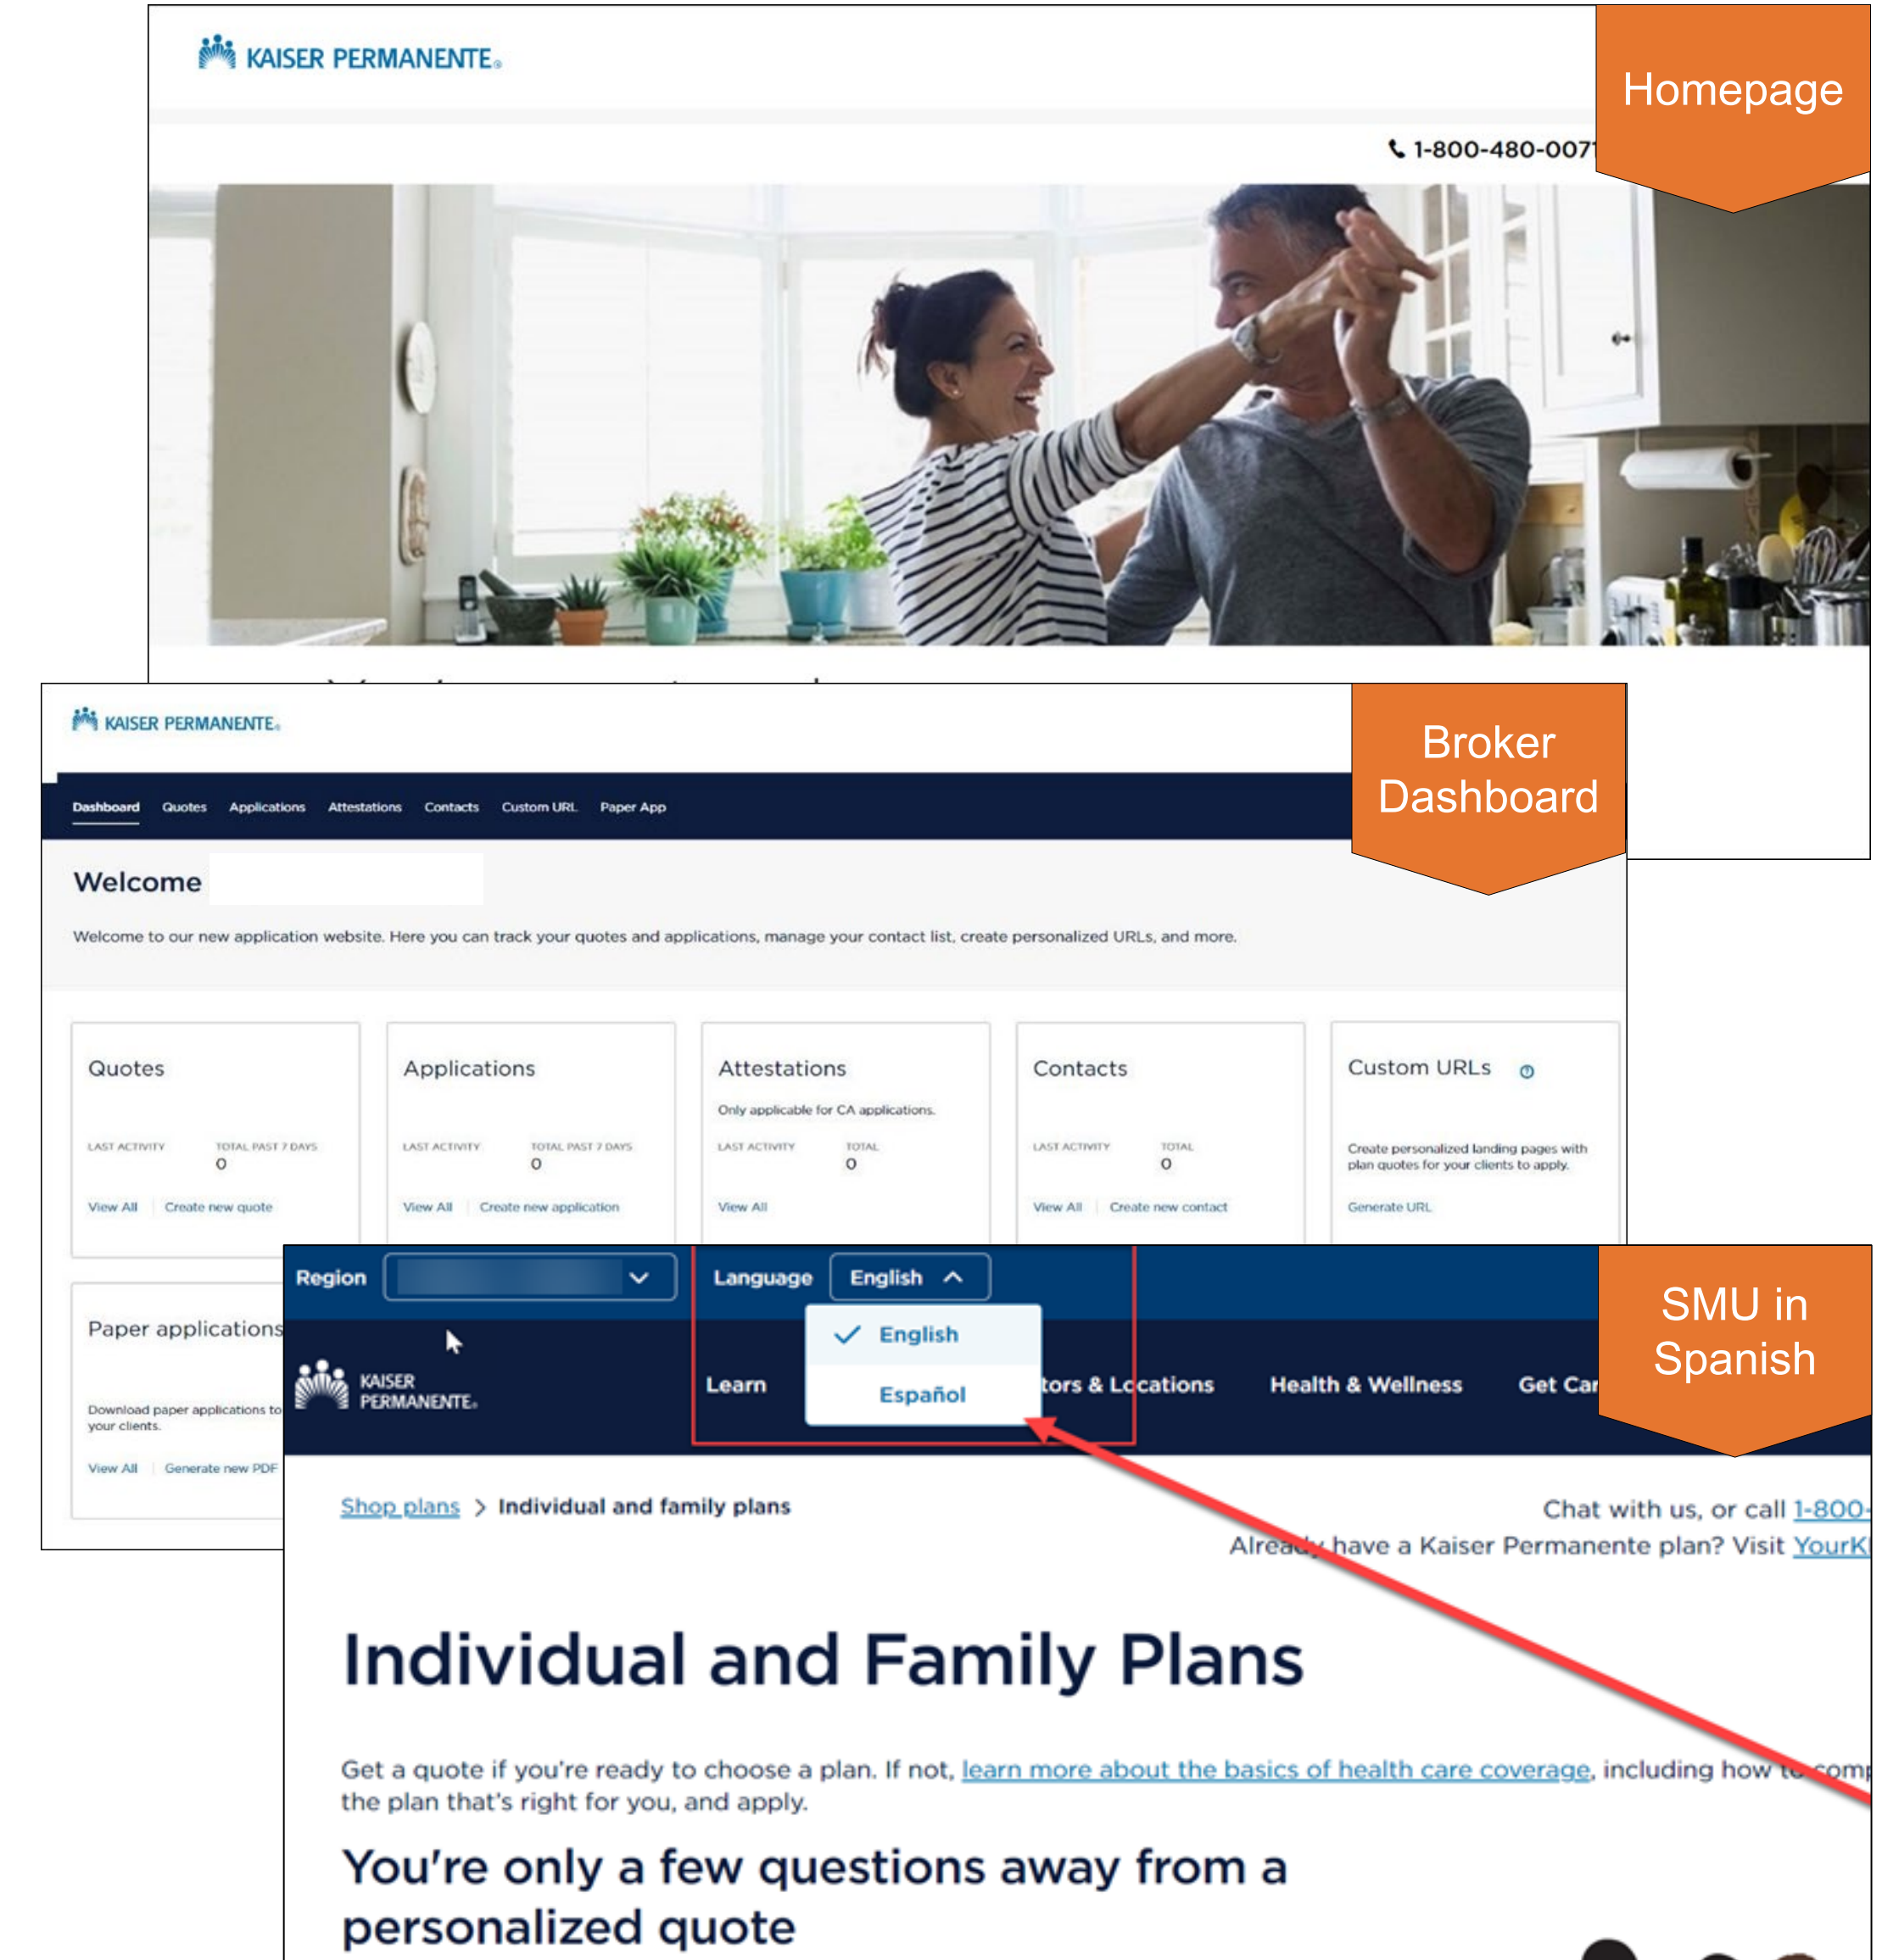 KAISER PERMANENTE®
Homepage
1-800-480-0071
KAISER PERMANENTE®
Broker
Dashboard
Dashboard Quotes Applications Attestations Contacts Custom URL Paper App
Welcome
Welcome to our new application website. Here you can track your quotes and applications, manage your contact list, create personalized URLs, and more.
Quotes
LAST ACTIVITY TOTAL PAST 7 DAYS
0
View All Create new quote
Applications
LAST ACTIVITY TOTAL PAST 7 DAYS
0
View All Create new application
Attestations
Only applicable for CA applications.
LAST ACTIVITY TOTAL
0
View All
Contacts
LAST ACTIVITY TOTAL
0
View All Create new contact
Custom URLs
Create personalized landing pages with
plan quotes for your clients to apply.
Generate URL
Paper applications
Download paper applications to
your clients.
View All Generate new PDF
Region Language English
English
Español
SMU in
Spanish
KAISER
PERMANENTE®
Learn tors & Locations Health & Wellness Get Car
Shop plans > Individual and family plans
Chat with us, or call 1-800-
Already have a Kaiser Permanente plan? Visit YourK
Individual and Family Plans
Get a quote if you're ready to choose a plan. If not, learn more about the basics of health care coverage, including how to comp
the plan that's right for you, and apply.
You're only a few questions away from a
personalized quote